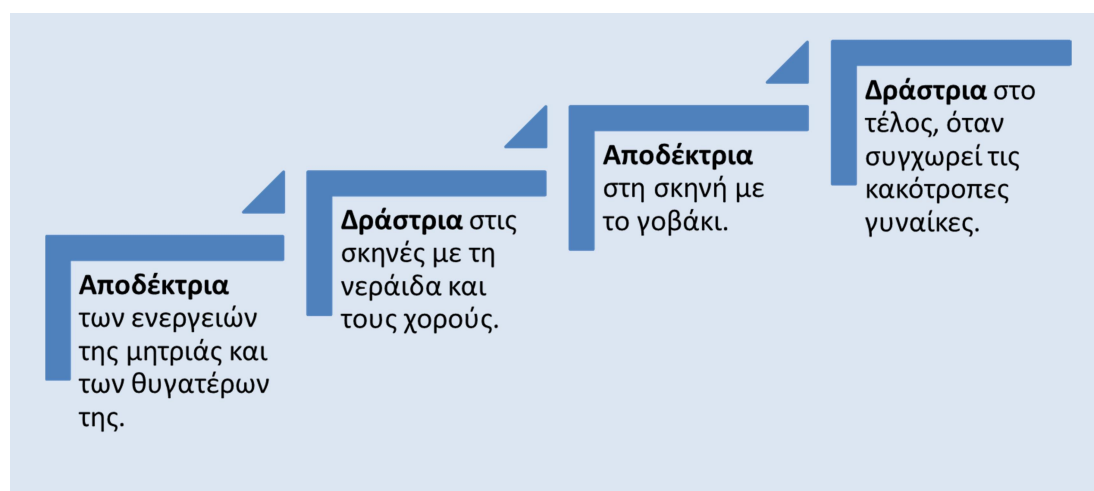 Αποδέκτρια
των ενεργειών
της μητριάς και
των θυγατέρων
της.
Δράστρια στις
σκηνές με τη
νεράιδα και
τους χορούς.
Αποδέκτρια
στη σκηνή με
το γοβάκι.
Δράστρια στο
τέλος, όταν
συγχωρεί τις
κακότροπες
γυναίκες.